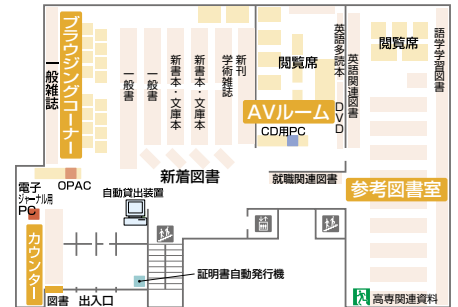 ブラウジングコーナー
一般雑誌
一般書
一般書
新書本・文庫本
新書本・文庫本
新刊
学術雑誌
閲覧席
英語多読本
DVD
英語関連図書
閲覧席
語学学習図書
AVルーム
CD用PC
新着図書
就職関連図書
参考図書室
電子
ジャーナル用
PC
OPAC
自動貸出装置
カウンター
証明書自動発行機
図書
出入口
高専関連資料